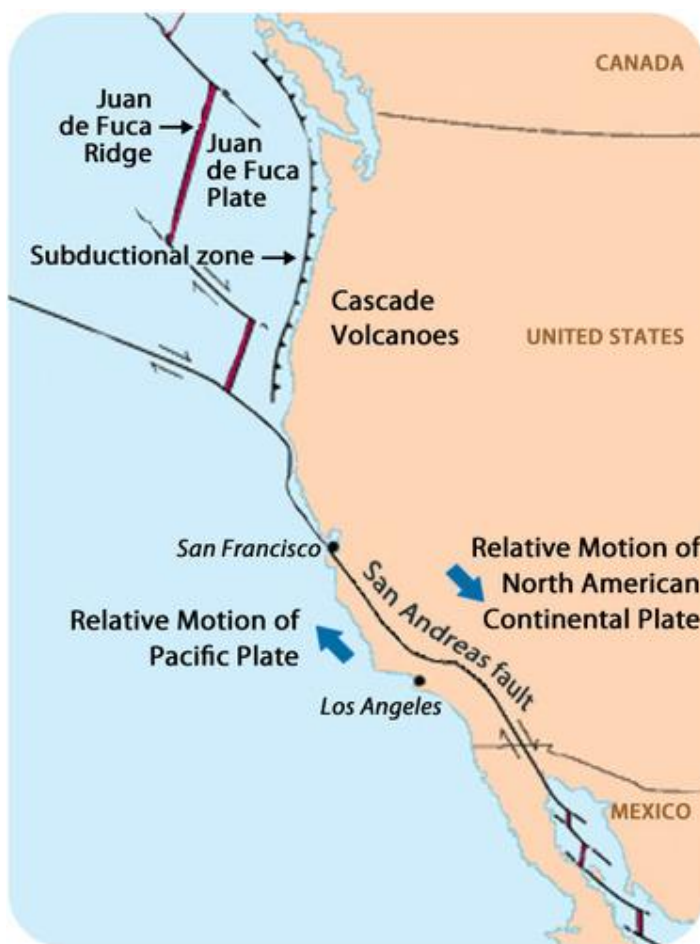 CANADA
Juan
de Fuca
Ridge
Juan
de Fuca
Plate
Subductional zone
Cascade
Volcanoes
UNITED STATES
San Francisco
San Andreas fault
Relative Motion of
North American
Continental Plate
Relative Motion of
Pacific Plate
Los Angeles
MEXICO